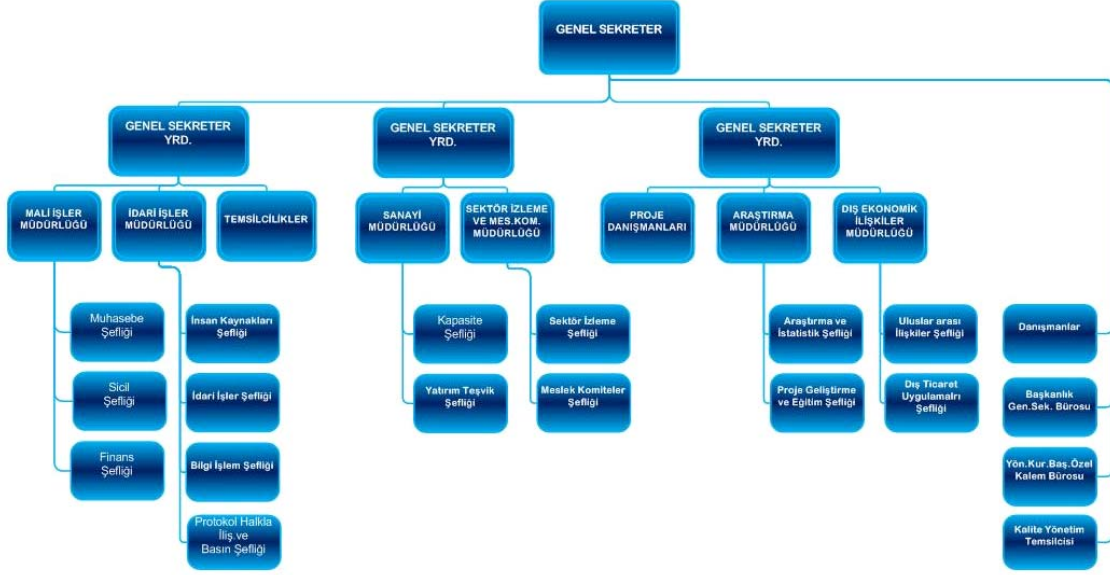 GENEL SEKRETER
GENEL SEKRETER
YRD.
GENEL SEKRETER
YRD.
GENEL SEKRETER
YRD.
MALİ İŞLER
MÜDÜRLÜĞÜ
İDARİ İŞLER
MÜDÜRLÜĞÜ
TEMSİLCİLİKLER
SANAYİ
MÜDÜRLÜĞÜ
SEKTÖR İZLEME
VE MES.KOM.
MÜDÜRLÜĞÜ
PROJE
DANIŞMANLARI
ARAŞTIRMA
MÜDÜRLÜĞÜ
DIŞ EKONOMİK
İLİŞKİLER
MÜDÜRLÜĞÜ
Muhasebe
Şefliği
İnsan Kaynakları
Şefliği
Kapasite
Şefliği
Sektör İzleme
Şefliği
Araştırma ve
İstatistik Şefliği
Uluslar arası
İlişkiler Şefliği
Danışmanlar
Sicil
Şefliği
İdari İşler Şefliği
Yatırım Teşvik
Şefliği
Meslek Komiteler
Şefliği
Proje Geliştirme
ve Eğitim Şefliği
Dış Ticaret
Uygulamalrı
Şefliği
Başkanlık
Gen.Sek. Bürosu
Finans
Şefliği
Bilgi İşlem Şefliği
Yön.Kur.Baş.Özel
Kalem Bürosu
Protokol Halkla
İliş.ve
Basın Şefliği
Kalite Yönetim
Temsilcisi